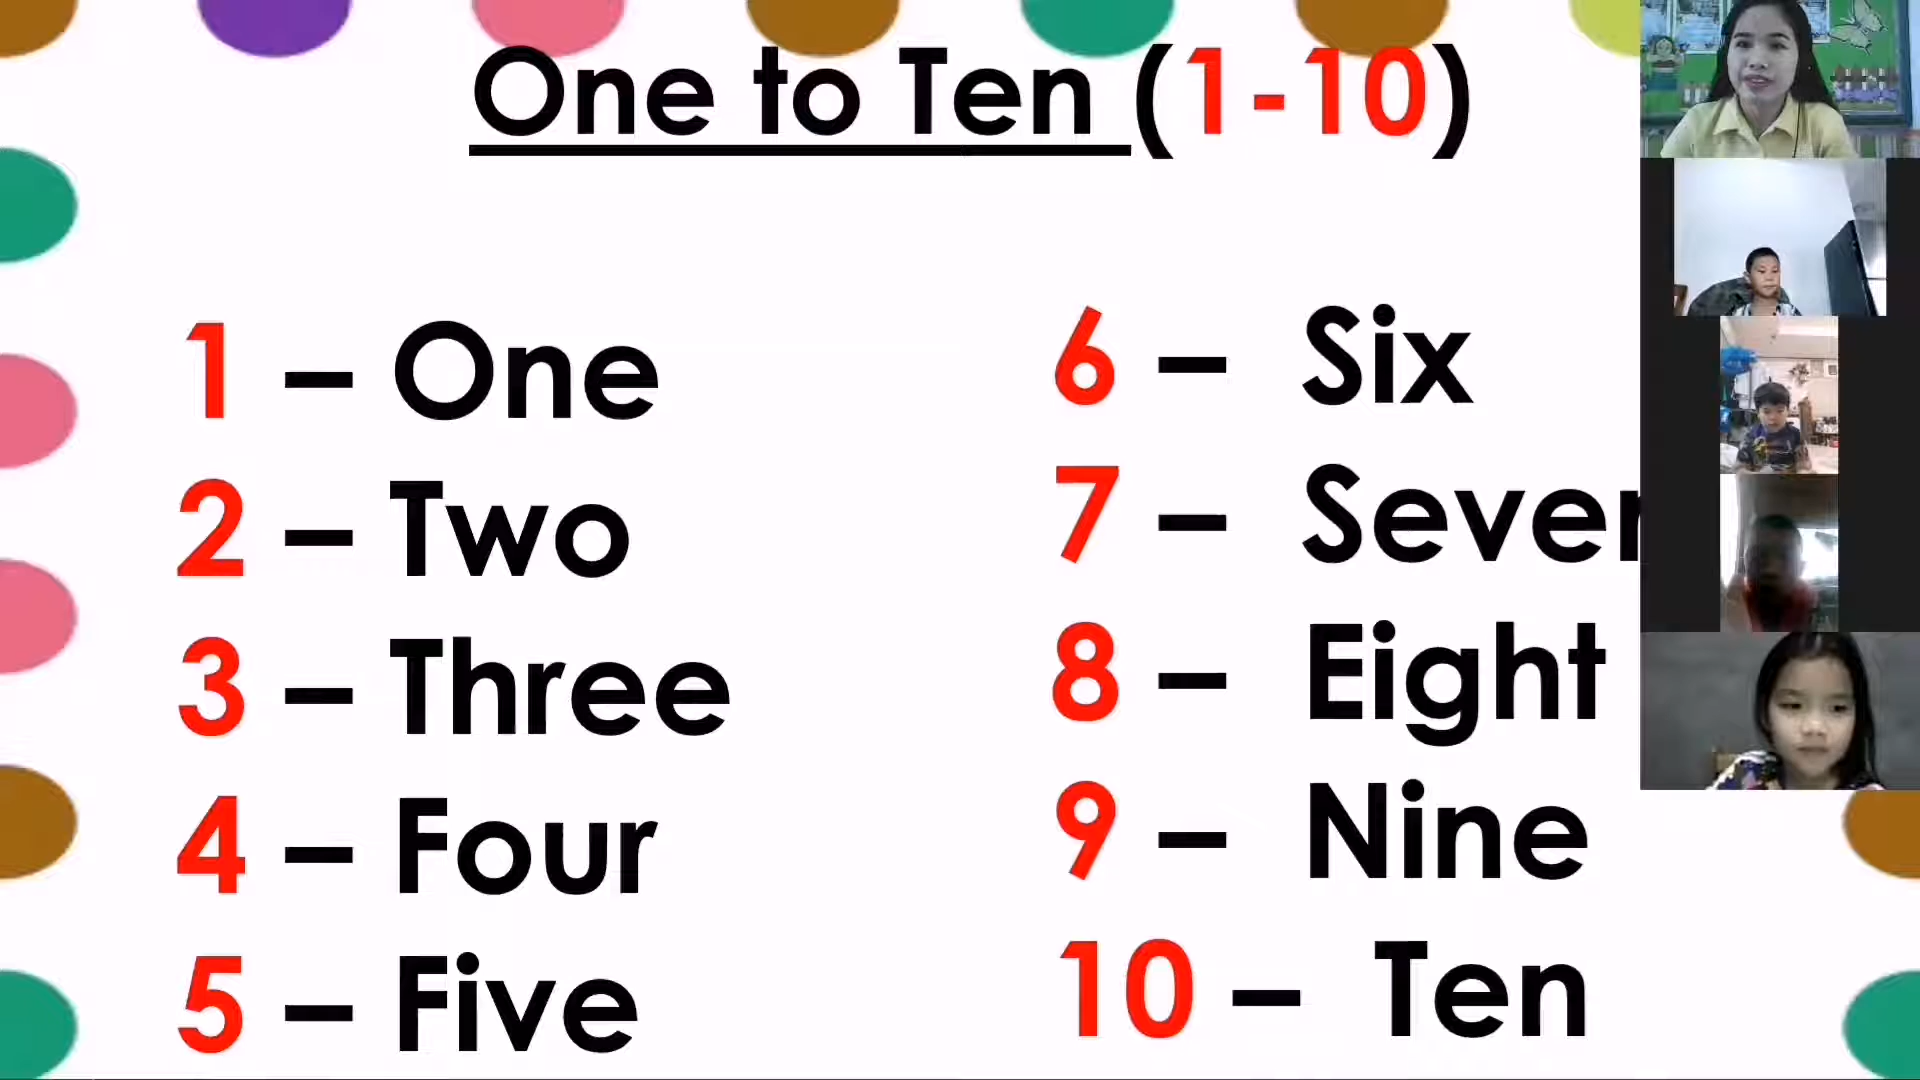 One to Ten (1-10)
1 – One
2 – Two
3 – Three
4 – Four
5 – Five
6 – Six
7 – Seven
8 – Eight
9 – Nine
10 – Ten